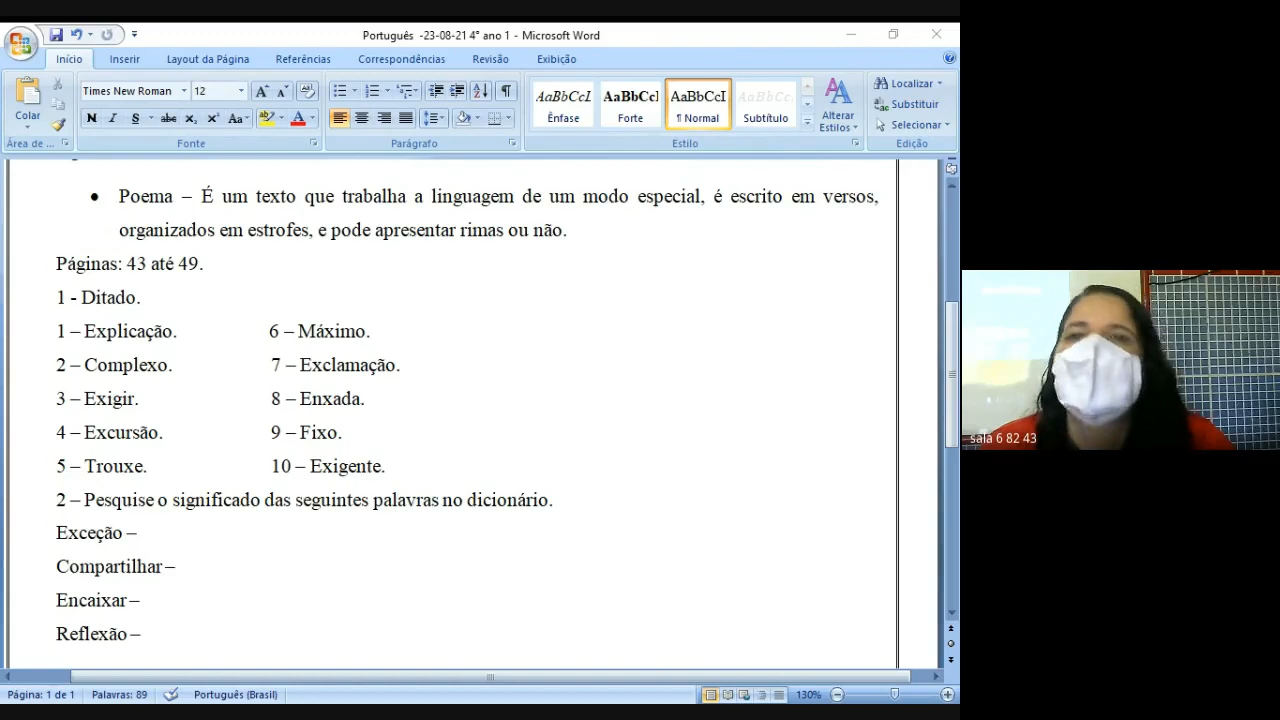 Português -23-08-21 4° ano 1 - Microsoft Word
Início Inserir Layout da Página Referências Correspondências Revisão Exibição
Colar
Times New Roman 12
AaBbCcI AaBbCcI AaBbCcI AaBbCc.
Ênfase Forte ¶ Normal Subtítulo
Alterar Estilos
Localizar
Substituir
Selecionar
Área de ... Fonte Parágrafo Estilo Edição
• Poema – É um texto que trabalha a linguagem de um modo especial, é escrito em versos,
organizados em estrofes, e pode apresentar rimas ou não.
Páginas: 43 até 49.
1 - Ditado.
1 – Explicação. 6 – Máximo.
2 – Complexo. 7 – Exclamação.
3 – Exigir. 8 – Enxada.
4 – Excursão. 9 – Fixo.
5 – Trouxe. 10 – Exigente.
2 – Pesquise o significado das seguintes palavras no dicionário.
Exceção –
Compartilhar –
Encaixar –
Reflexão –
Página: 1 de 1 Palavras: 89 Português (Brasil) 130%
sala 6 82 43